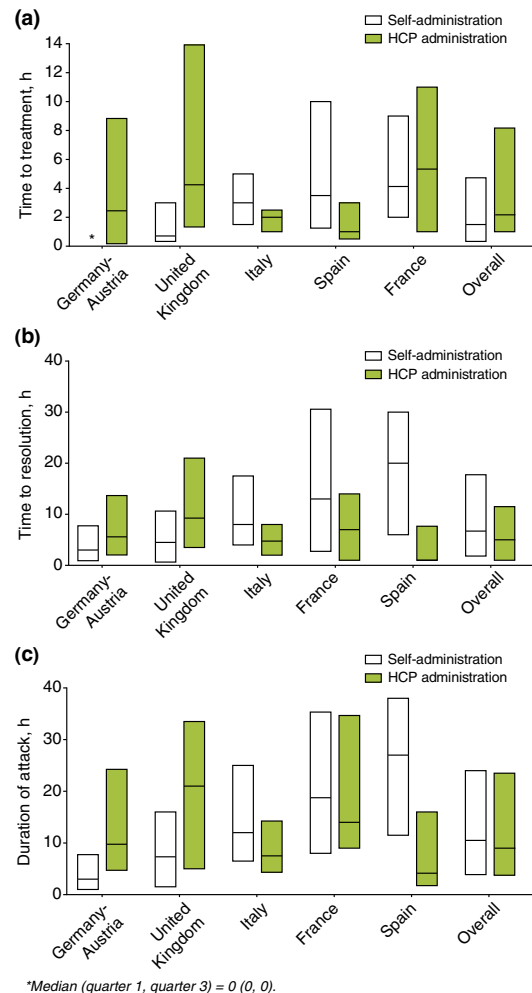 (a)
Self-administration
HCP administration
Time to treatment, h
14
12
10
8
6
4
2
0
*
Germany-
Austria
United
Kingdom
Italy
Spain
France
Overall
(b)
Self-administration
HCP administration
Time to resolution, h
40
30
20
10
0
Germany-
Austria
United
Kingdom
Italy
France
Spain
Overall
(c)
Self-administration
HCP administration
Duration of attack, h
40
30
20
10
0
Germany-
Austria
United
Kingdom
Italy
France
Spain
Overall
*Median (quarter 1, quarter 3) = 0 (0, 0).